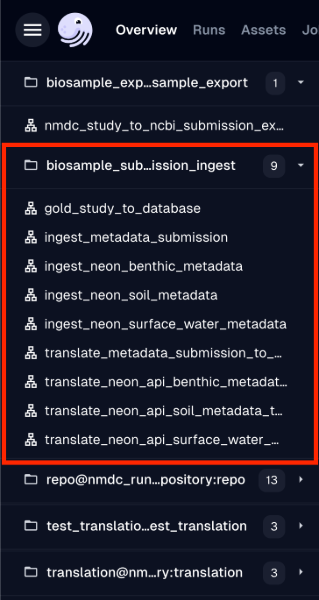 Overview Runs Assets Jo
biosample_exp...sample_export 1
nmdc_study_to_ncbi_submission_ex...
biosample_sub...ission_ingest 9
gold_study_to_database
ingest_metadata_submission
ingest_neon_benthic_metadata
ingest_neon_soil_metadata
ingest_neon_surface_water_metadata
translate_metadata_submission_to_...
translate_neon_api_benthic_metadat...
translate_neon_api_soil_metadata_t...
translate_neon_api_surface_water_...
repo@nmdc_run...pository:repo 13
test_translatio...est_translation 3
translation@nm...ry:translation 3